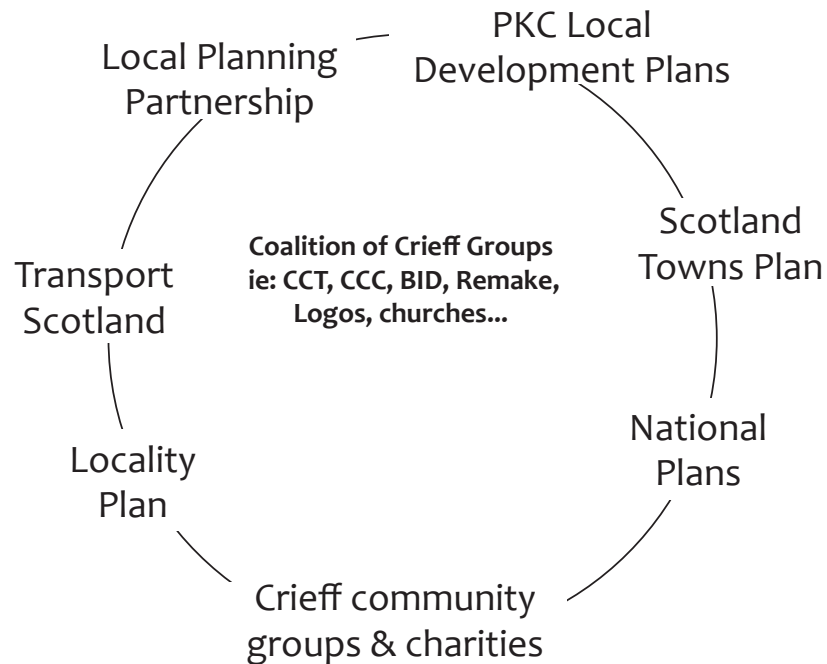 PKC Local
Development Plans
Local Planning
Partnership
Scotland
Towns Plan
Coalition of Crieff Groups
ie: CCT, CCC, BID, Remake,
Logos, churches...
Transport
Scotland
National
Plans
Locality
Plan
Crieff community
groups & charities